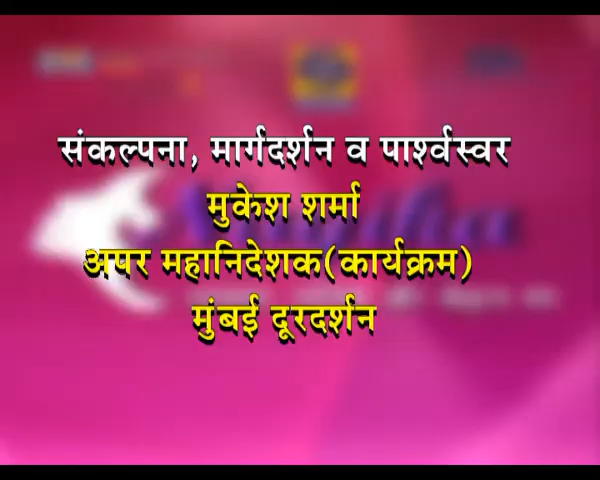 संकल्पना, मार्गदर्शन व पार्श्वस्वर
मुकेश शर्मा
अपर महानिदेशक(कार्यक्रम)
मुंबई दूरदर्शन